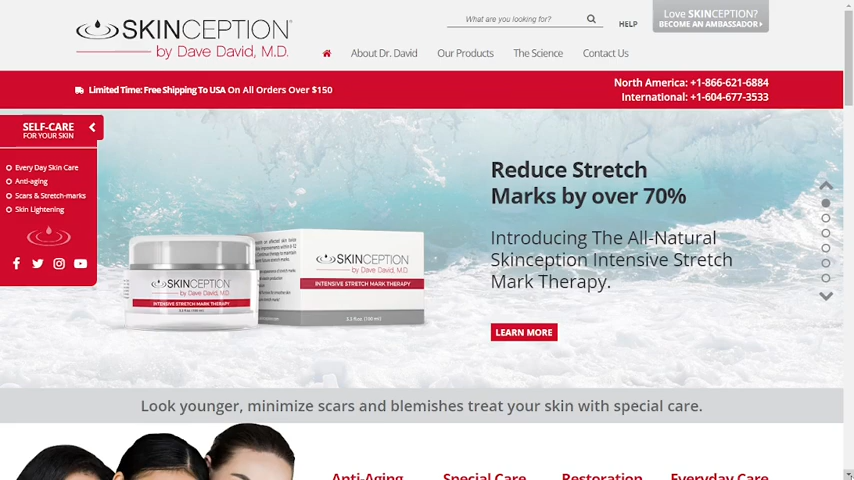 SKINCEPTION
by Dave David, M.D.
What are you looking for?
HELP
Love SKINCEPTION?
BECOME AN AMBASSADOR
About Dr. David
Our Products
The Science
Contact Us
Limited Time: Free Shipping To USA On All Orders Over $150
North America: +1-866-621-6884
International: +1-604-677-3533
SELF-CARE
FOR YOUR SKIN
Every Day Skin Care
Anti-aging
Scars & Stretch-marks
Skin Lightening
Reduce Stretch
Marks by over 70%
Introducing The All-Natural
Skinception Intensive Stretch
Mark Therapy.
LEARN MORE
SKINCEPTION
by Dave David, M.D.
INTENSIVE STRETCH MARK THERAPY
SKINCEPTION
by Dave David, M.D.
INTENSIVE STRETCH MARK THERAPY
Look younger, minimize scars and blemishes treat your skin with special care.
Anti-Aging
Special Care
Restoration
Everyday Care